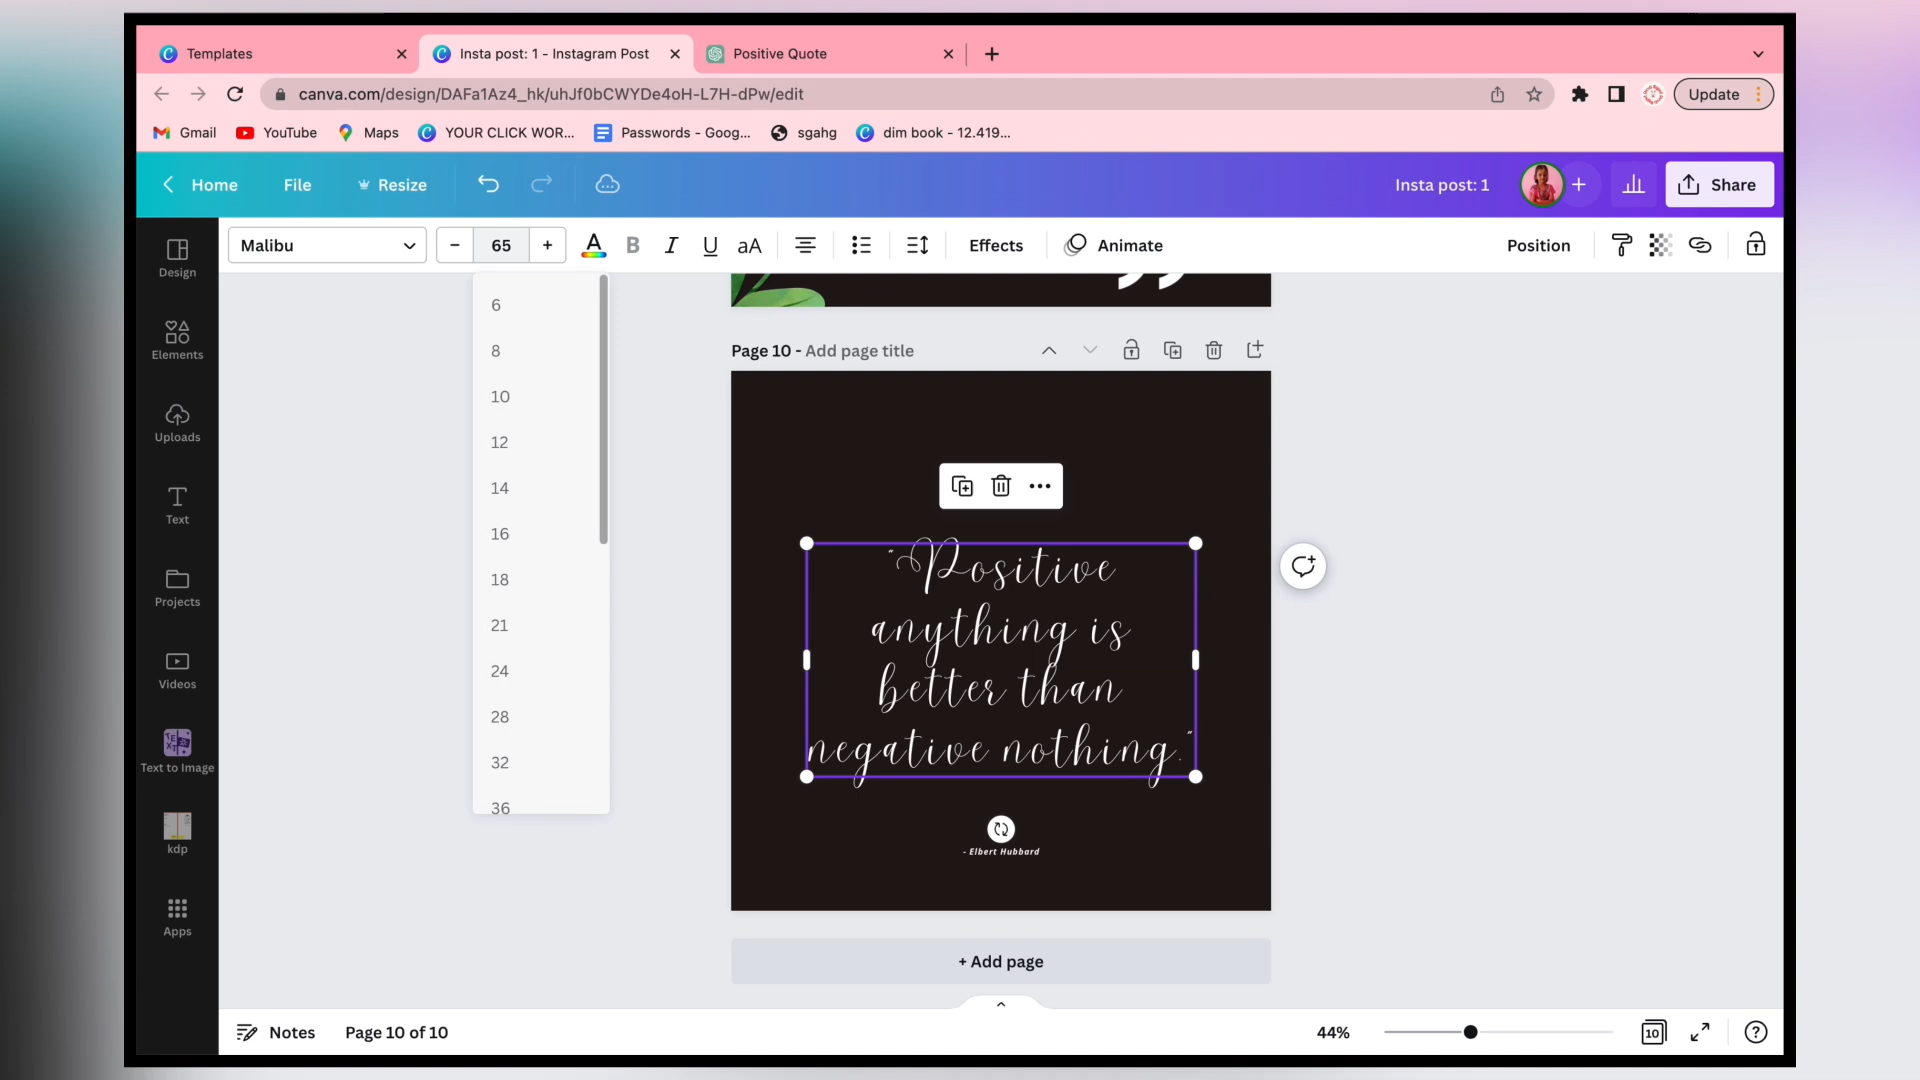 Templates
Insta post: 1 - Instagram Post
Positive Quote
canva.com/design/DAFa1Az4_hk/uhJf0bCWYDe4oH-L7H-dPw/edit
Update
Gmail
YouTube
Maps
YOUR CLICK WOR...
Passwords - Goog...
sgahg
dim book - 12.419...
Home
File
Resize
Insta post: 1
Share
Malibu
65
aA
Effects
Animate
Position
Design
Elements
Uploads
Text
Projects
Videos
Text to Image
kdp
Apps
6
8
10
12
14
16
18
21
24
28
32
36
Page 10 - Add page title
"Positive
anything is
better than
negative nothing."
- Elbert Hubbard
+ Add page
Notes
Page 10 of 10
44%
10